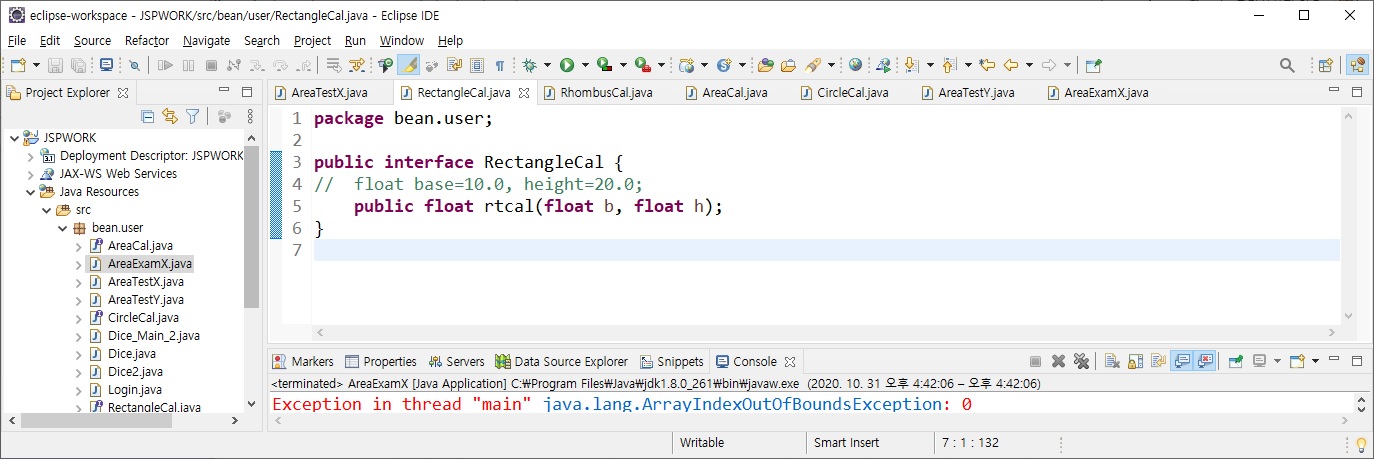 eclipse-workspace - JSPWORK/src/bean/user/RectangleCal.java - Eclipse IDE
File Edit Source Refactor Navigate Search Project Run Window Help
Project Explorer
AreaTestX.java RectangleCal.java RhombusCal.java AreaCal.java CircleCal.java AreaTestY.java AreaExamX.java
JSPWORK
Deployment Descriptor: JSPWORK
JAX-WS Web Services
Java Resources
src
bean.user
AreaCal.java
AreaExamX.java
AreaTestX.java
AreaTestY.java
CircleCal.java
Dice_Main_2.java
Dice.java
Dice2.java
Login.java
RectangleCal.java
1 package bean.user;
2
3 public interface RectangleCal {
4 // float base=10.0, height=20.0;
5 public float rtcal(float b, float h);
6 }
7
Markers Properties Servers Data Source Explorer Snippets Console
<terminated> AreaExamX [Java Application] C:₩Program Files₩Java₩jdk1.8.0_261₩bin₩javaw.exe (2020. 10. 31 오후 4:42:06 – 오후 4:42:06)
Exception in thread "main" java.lang.ArrayIndexOutOfBoundsException: 0
Writable Smart Insert 7 : 1 : 132